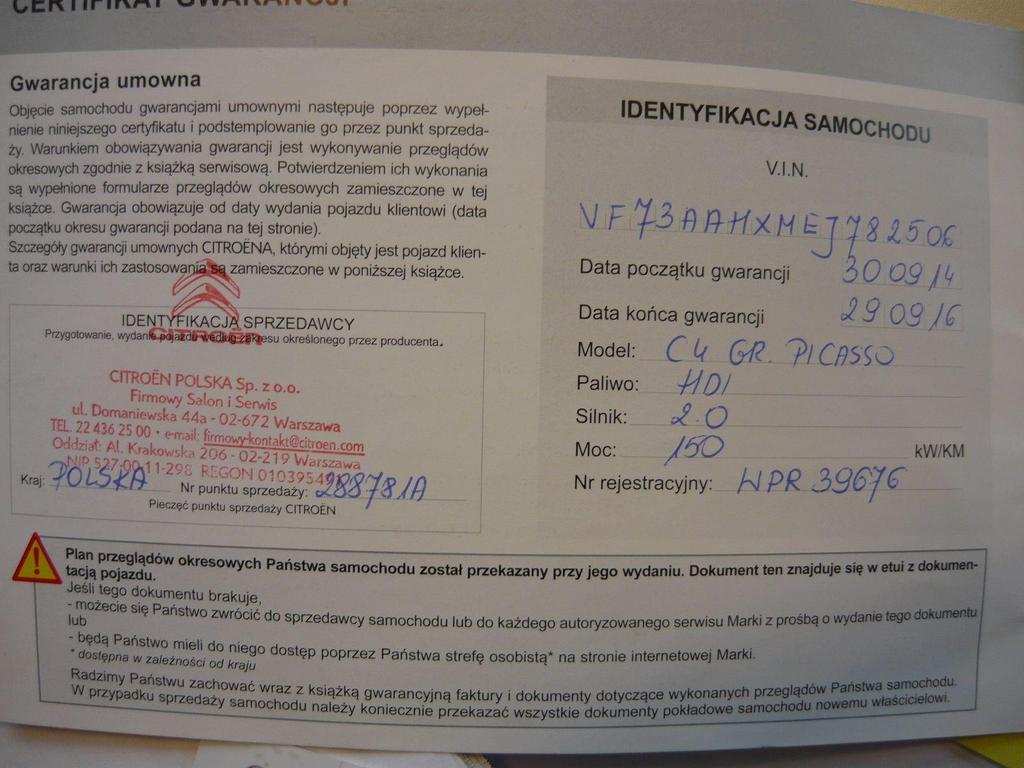 CERTYFIKAT GWARANCJI
Gwarancja umowna
Objęcie samochodu gwarancjami umownymi następuje poprzez wypeł-
nienie niniejszego certyfikatu i podstemplowanie go przez punkt sprzeda-
ży. Warunkiem obowiązywania gwarancji jest wykonywanie przeglądów
okresowych zgodnie z książką serwisową. Potwierdzeniem ich wykonania
są wypełnione formularze przeglądów okresowych zamieszczone w tej
książce. Gwarancja obowiązuje od daty wydania pojazdu klientowi (data
początku okresu gwarancji podana na tej stronie).
Szczegóły gwarancji umownych CITROËNA, którymi objęty jest pojazd klien-
ta oraz warunki ich zastosowania są zamieszczone w poniższej książce.
IDENTYFIKACJA SPRZEDAWCY
CITROËN
Przygotowanie, wydanie pojazdu według zakresu określonego przez producenta.
CITROËN POLSKA Sp. z o.o.
Firmowy Salon i Serwis
ul. Domaniewska 44a - 02-672 Warszawa
TEL. 22 436 25 00 • e-mail: firmowy-kontakt@citroen.com
Oddział: Al. Krakowska 206 - 02-219 Warszawa
NIP 527-00-11-298 REGON
Kraj: POLSKA Nr punktu sprzedaży: 288781A
Pieczęć punktu sprzedaży CITROËN
IDENTYFIKACJA SAMOCHODU
V.I.N.
VF73AAHXMEJ782506
Data początku gwarancji 30 09 14
Data końca gwarancji 29 09 16
Model: C4 GR. PICASSO
Paliwo: HDI
Silnik: 2.0
Moc: 150 kW/KM
Nr rejestracyjny: WPR 39676
Plan przeglądów okresowych Państwa samochodu został przekazany przy jego wydaniu. Dokument ten znajduje się w etui z dokumen-
tacją pojazdu.
Jeśli tego dokumentu brakuje,
- możecie się Państwo zwrócić do sprzedawcy samochodu lub do każdego autoryzowanego serwisu Marki z prośbą o wydanie tego dokumentu
lub
- będą Państwo mieli do niego dostęp poprzez Państwa strefę osobistą* na stronie internetowej Marki.
* dostępna w zależności od kraju
Radzimy Państwu zachować wraz z książką gwarancyjną faktury i dokumenty dotyczące wykonanych przeglądów Państwa samochodu.
W przypadku sprzedaży samochodu należy koniecznie przekazać wszystkie dokumenty pokładowe samochodu nowemu właścicielowi.